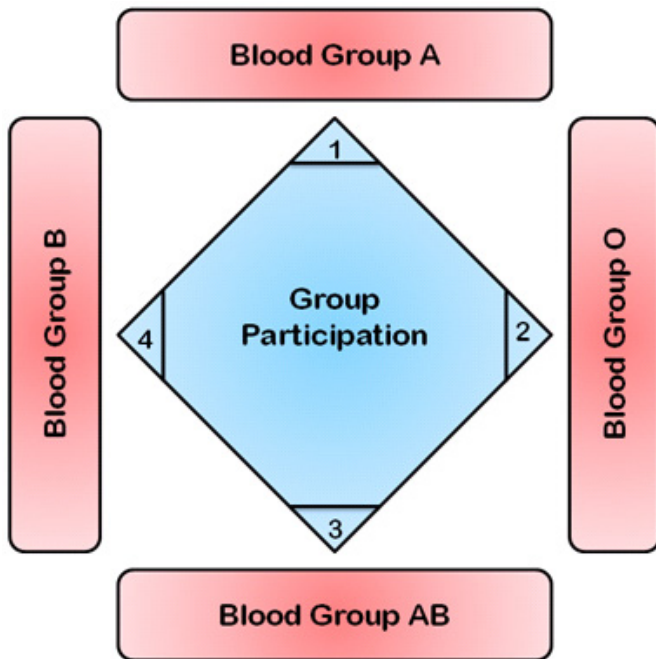 Blood Group A
1
Blood Group B
4
Group
Participation
2
Blood Group O
3
Blood Group AB